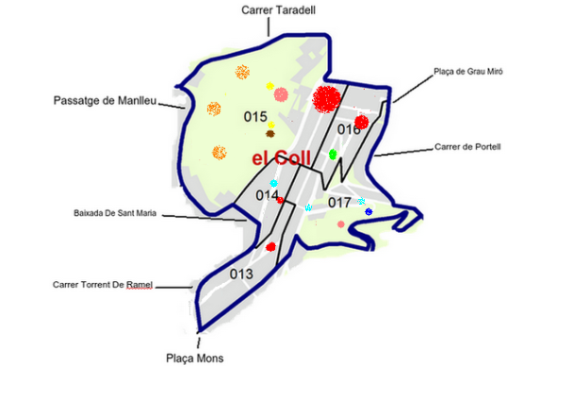 Carrer Taradell
Plaça de Grau Miró
Passatge de Manlleu
015
016
Carrer de Portell
el Coll
014
017
Baixada De Sant Maria
013
Carrer Torrent De Ramel
Plaça Mons